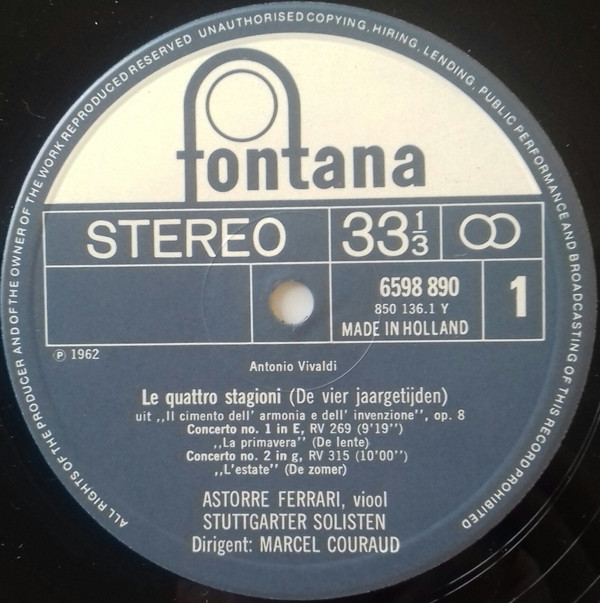 ALL RIGHTS OF THE PRODUCER AND OF THE OWNER OF THE WORK REPRODUCED RESERVED UNAUTHORISED COPYING, HIRING, LENDING, PUBLIC PERFORMANCE AND BROADCASTING OF THIS RECORD PROHIBITED
fontana
STEREO 33⅓
6598 890
850 136.1 Y
MADE IN HOLLAND
1
Ⓟ 1962
Antonio Vivaldi
Le quattro stagioni (De vier jaargetijden)
uit ,,Il cimento dell' armonia e dell' invenzione'', op. 8
Concerto no. 1 in E, RV 269 (9'19'')
,,La primavera'' (De lente)
Concerto no. 2 in g, RV 315 (10'00'')
,,L'estate'' (De zomer)
ASTORRE FERRARI, viool
STUTTGARTER SOLISTEN
Dirigent: MARCEL COURAUD